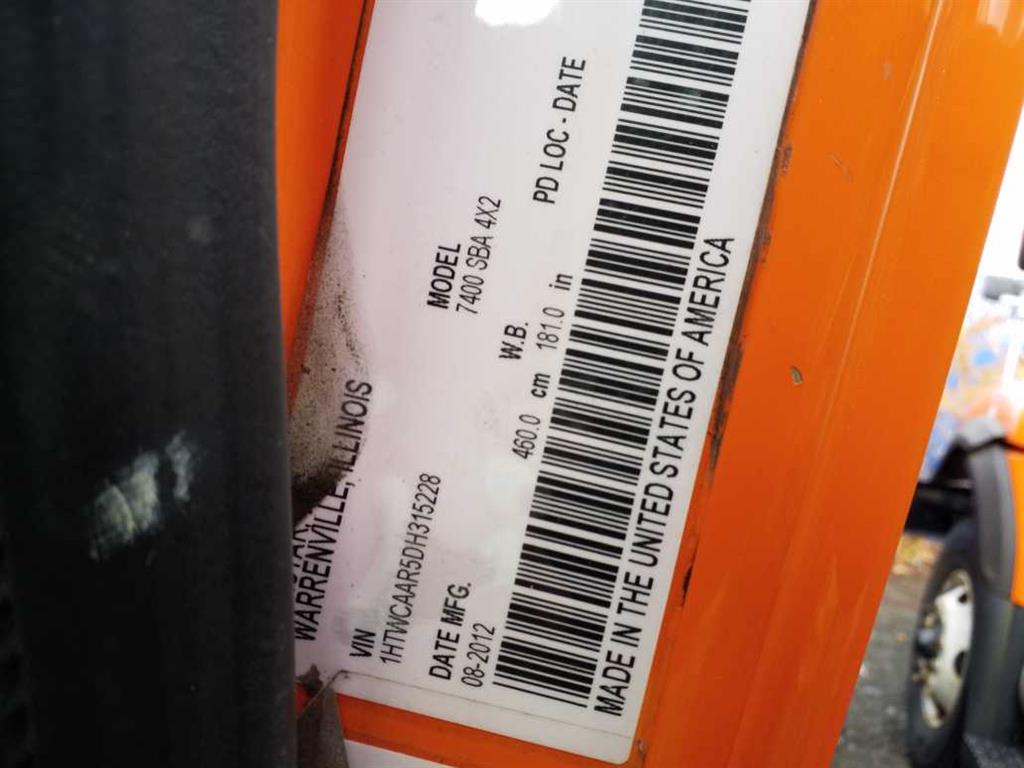 WARRENVILLE, ILLINOIS
VIN
1HTWCAAR5DH315228
MODEL
7400 SBA 4X2
DATE MFG.
08-2012
W.B.
460.0 cm 181.0 in
PD LOC - DATE
MADE IN THE UNITED STATES OF AMERICA